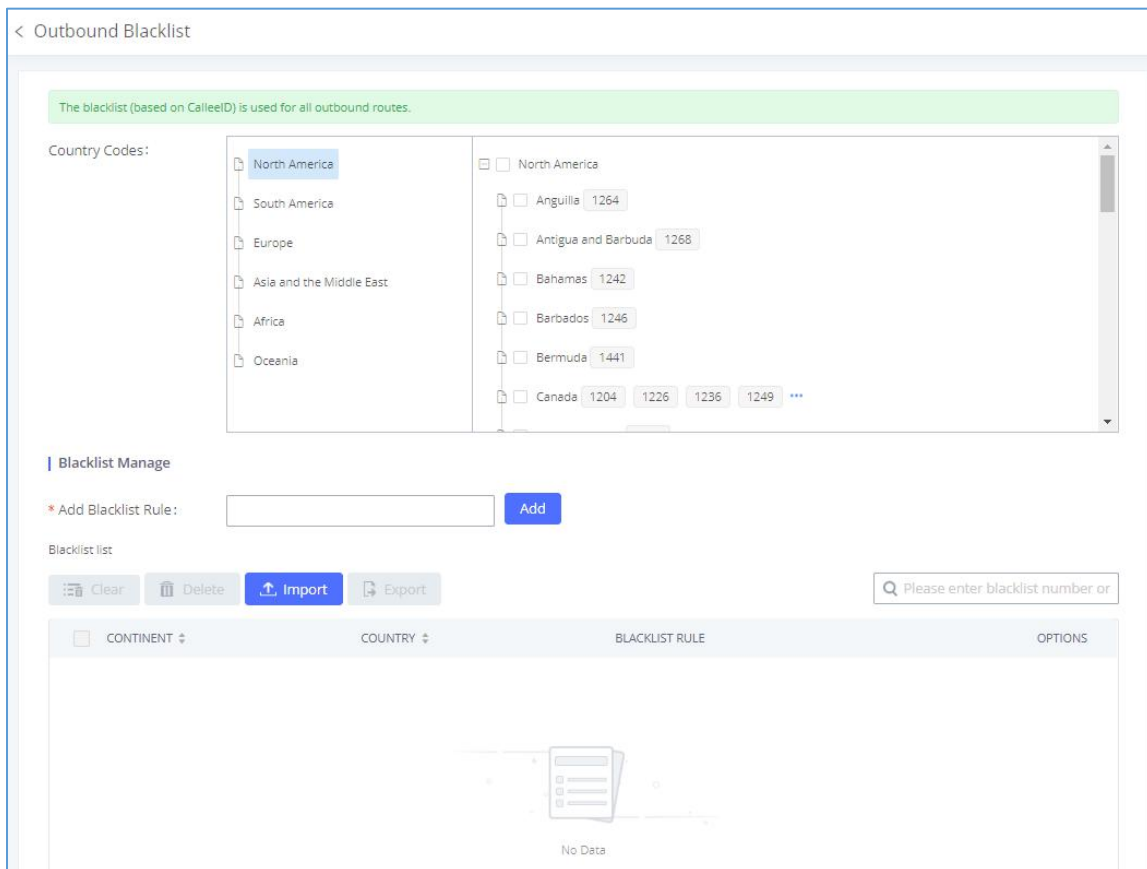 < Outbound Blacklist
The blacklist (based on CalleeID) is used for all outbound routes.
Country Codes:
North America
South America
Europe
Asia and the Middle East
Africa
Oceania
North America
Anguilla 1264
Antigua and Barbuda 1268
Bahamas 1242
Barbados 1246
Bermuda 1441
Canada 1204 1226 1236 1249 •••
Blacklist Manage
* Add Blacklist Rule: Add
Blacklist list
Clear Delete Import Export Please enter blacklist number or
CONTINENT COUNTRY BLACKLIST RULE OPTIONS
No Data